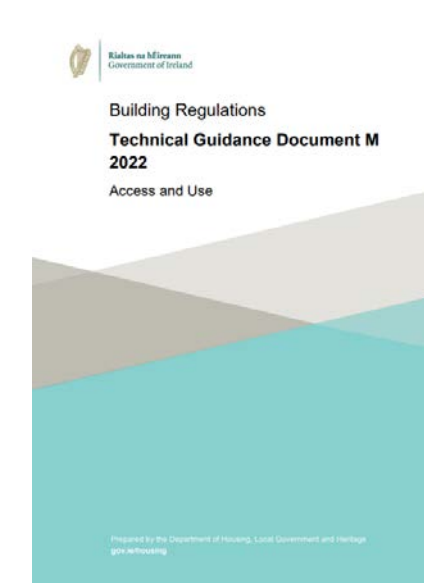 Rialtas na hÉireann
Government of Ireland
Building Regulations
Technical Guidance Document M
2022
Access and Use
Prepared by the Department of Housing, Local Government and Heritage
gov.ie/housing